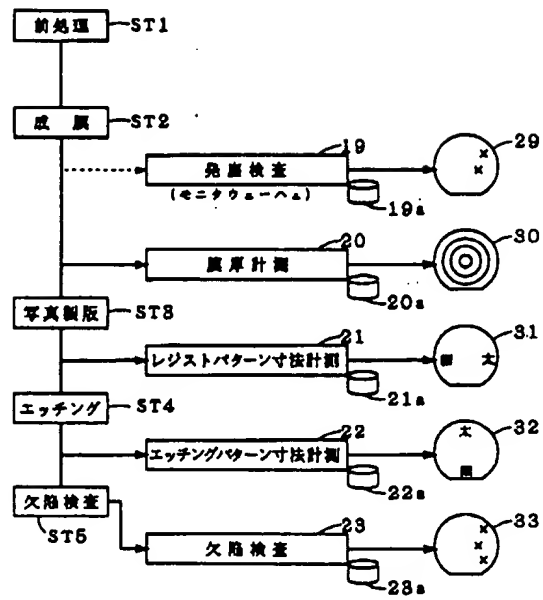 前処理 ST1
成膜 ST2
19
発塵検査
(モニタウェーハ)
19a
29
20
膜厚計測
20a
30
写真製版 ST3
21
レジストパターン寸法計測
21a
31
細 太
エッチング ST4
22
エッチングパターン寸法計測
22a
32
太
細
欠陥検査
ST5
23
欠陥検査
23a
33